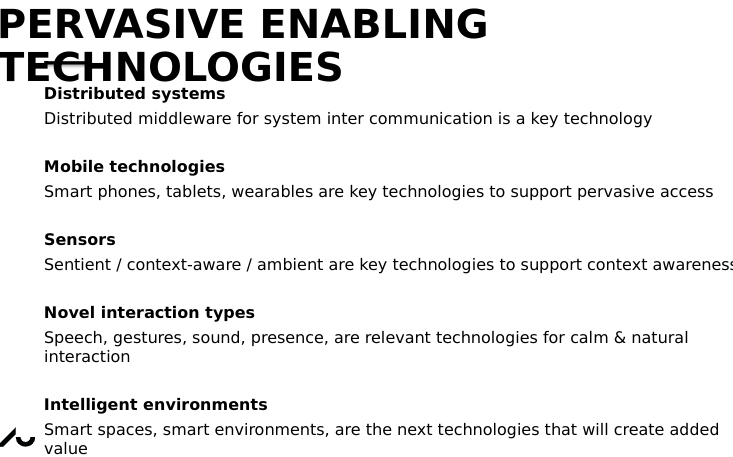 PERVASIVE ENABLING
TECHNOLOGIES
Distributed systems
Distributed middleware for system inter communication is a key technology
Mobile technologies
Smart phones, tablets, wearables are key technologies to support pervasive access
Sensors
Sentient / context-aware / ambient are key technologies to support context awareness
Novel interaction types
Speech, gestures, sound, presence, are relevant technologies for calm & natural
interaction
Intelligent environments
Smart spaces, smart environments, are the next technologies that will create added
value